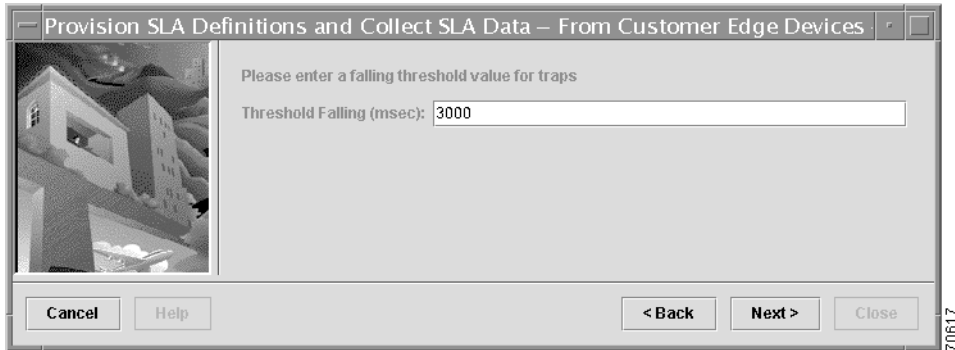 Provision SLA Definitions and Collect SLA Data – From Customer Edge Devices
Please enter a falling threshold value for traps
Threshold Falling (msec): 3000
Cancel Help < Back Next > Close
70617